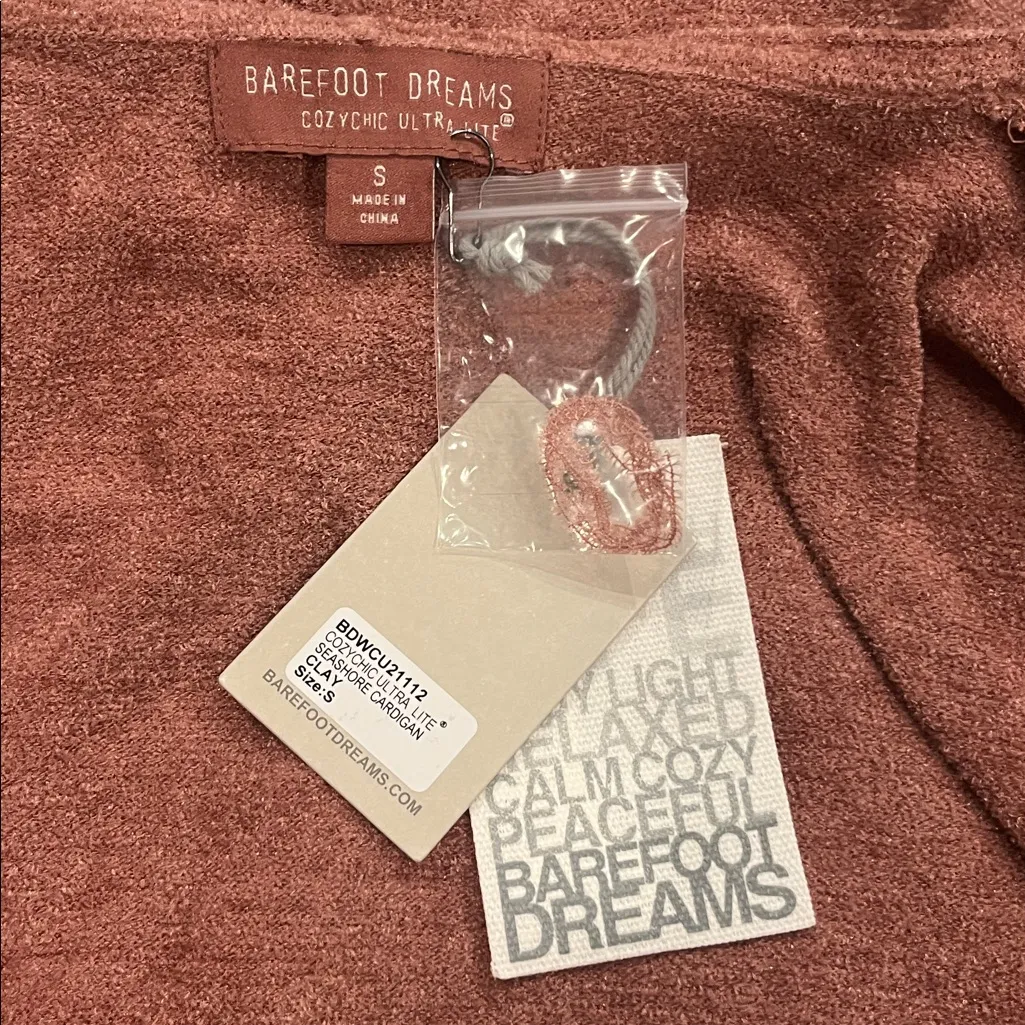 BAREFOOT DREAMS
COZYCHIC ULTRA LITE®
S
MADE IN
CHINA
BDWCU21112
COZYCHIC ULTRA LITE®
SEASHORE CARDIGAN
CLAY
Size:S
BAREFOOTDREAMS.COM
RELAXED
CALM COZY
PEACEFUL
BAREFOOT
DREAMS